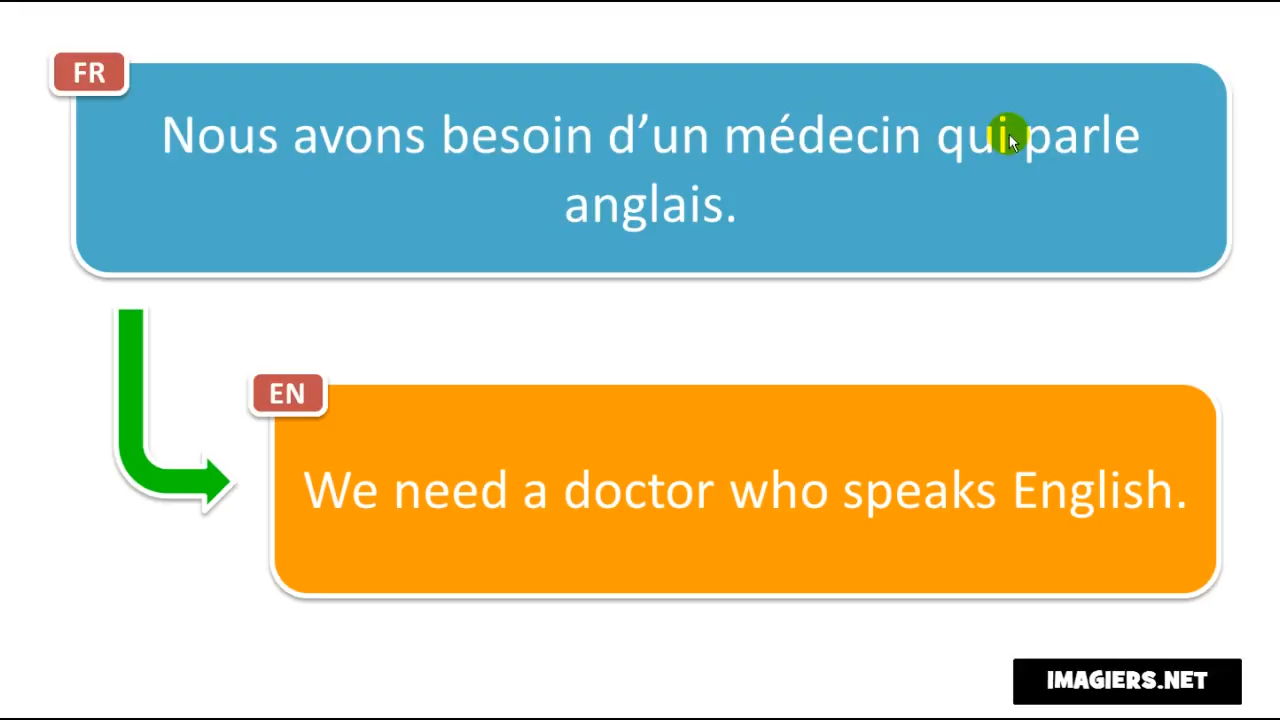 FR
Nous avons besoin d’un médecin qui parle
anglais.
EN
We need a doctor who speaks English.
IMAGIERS.NET